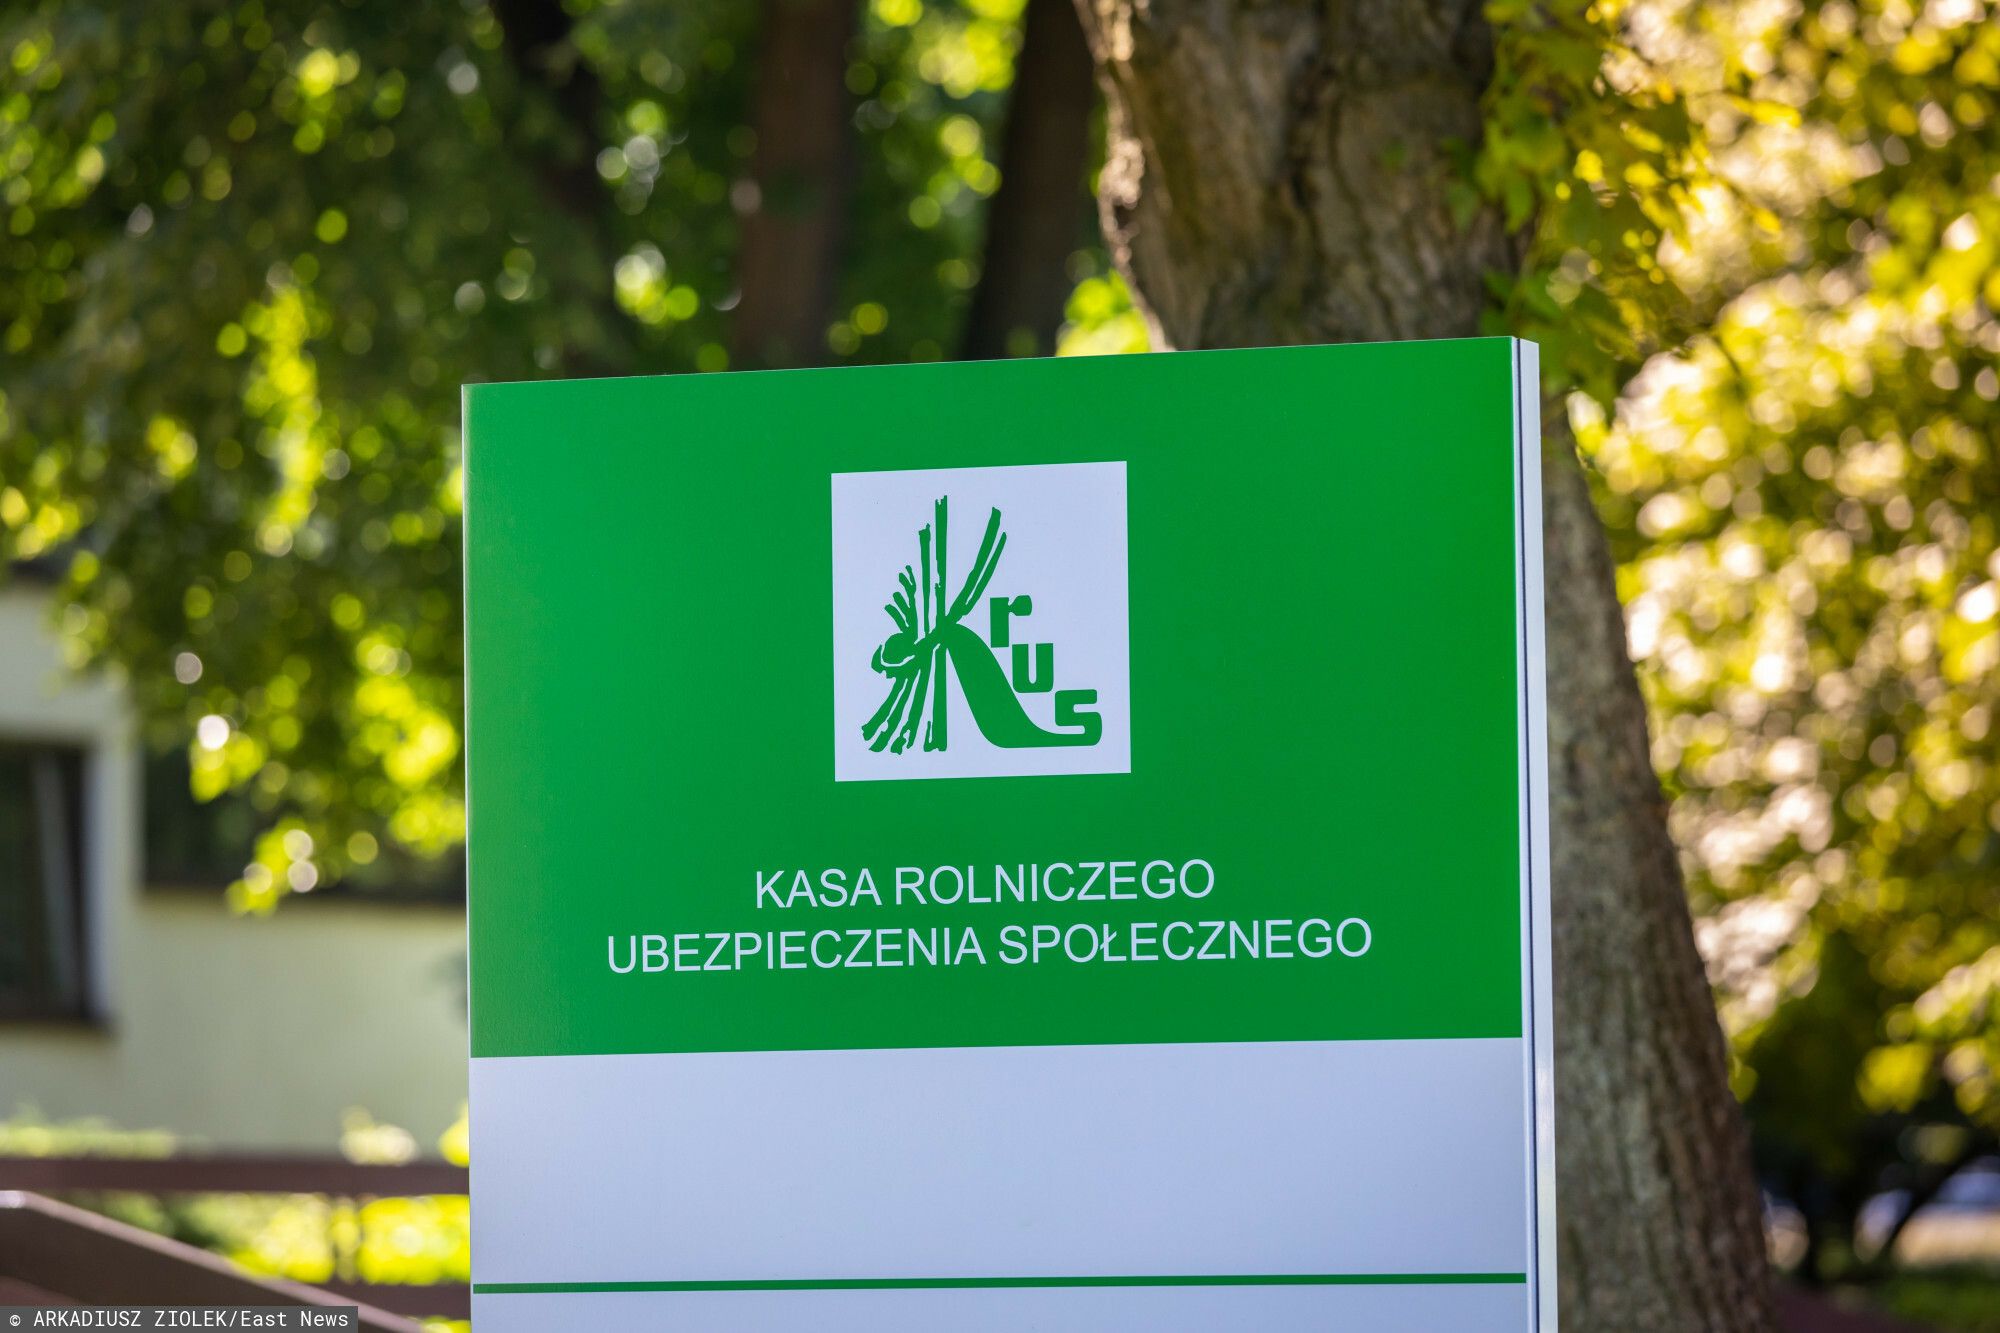 Krus
KASA ROLNICZEGO
UBEZPIECZENIA SPOŁECZNEGO
© ARKADIUSZ ZIOLEK/East News